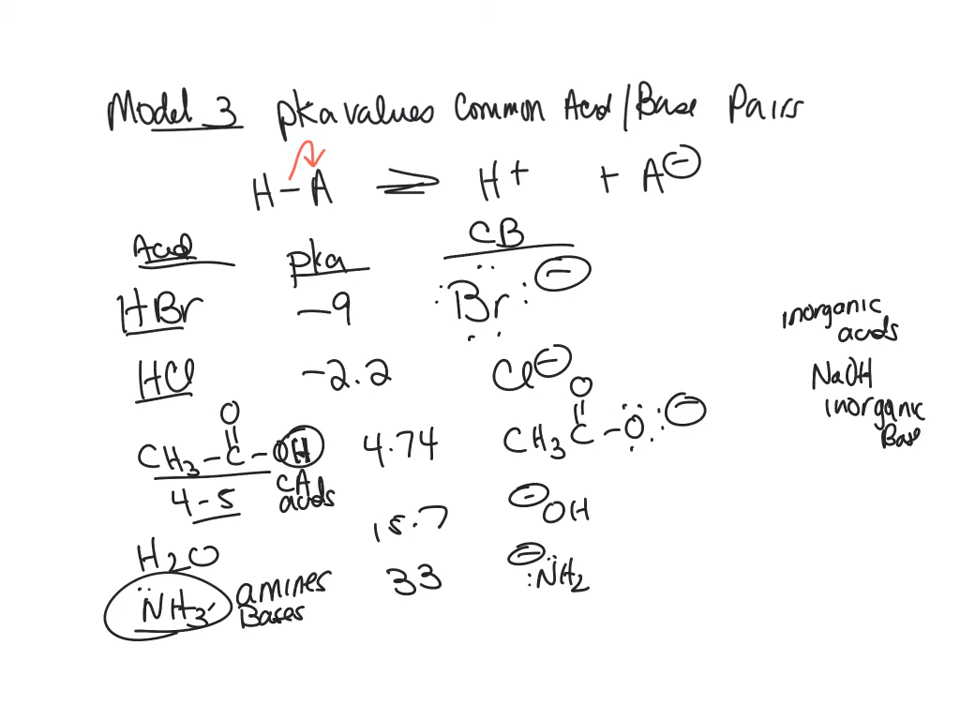 Model 3 pka values Common Acid/Base Pairs
H-A ⇌ H+ + A⊖
Acid pka CB
HBr -9 :Br: ⊖
HCl -2.2 Cl⊖
O
CH3-C-OH 4.74
O
CH3C-O: ⊖
4-5 CA acids
H2O 15.7 ⊖OH
NH3 amines Bases 33 ⊖:NH2
inorganic
acids
NaOH
inorganic
Base